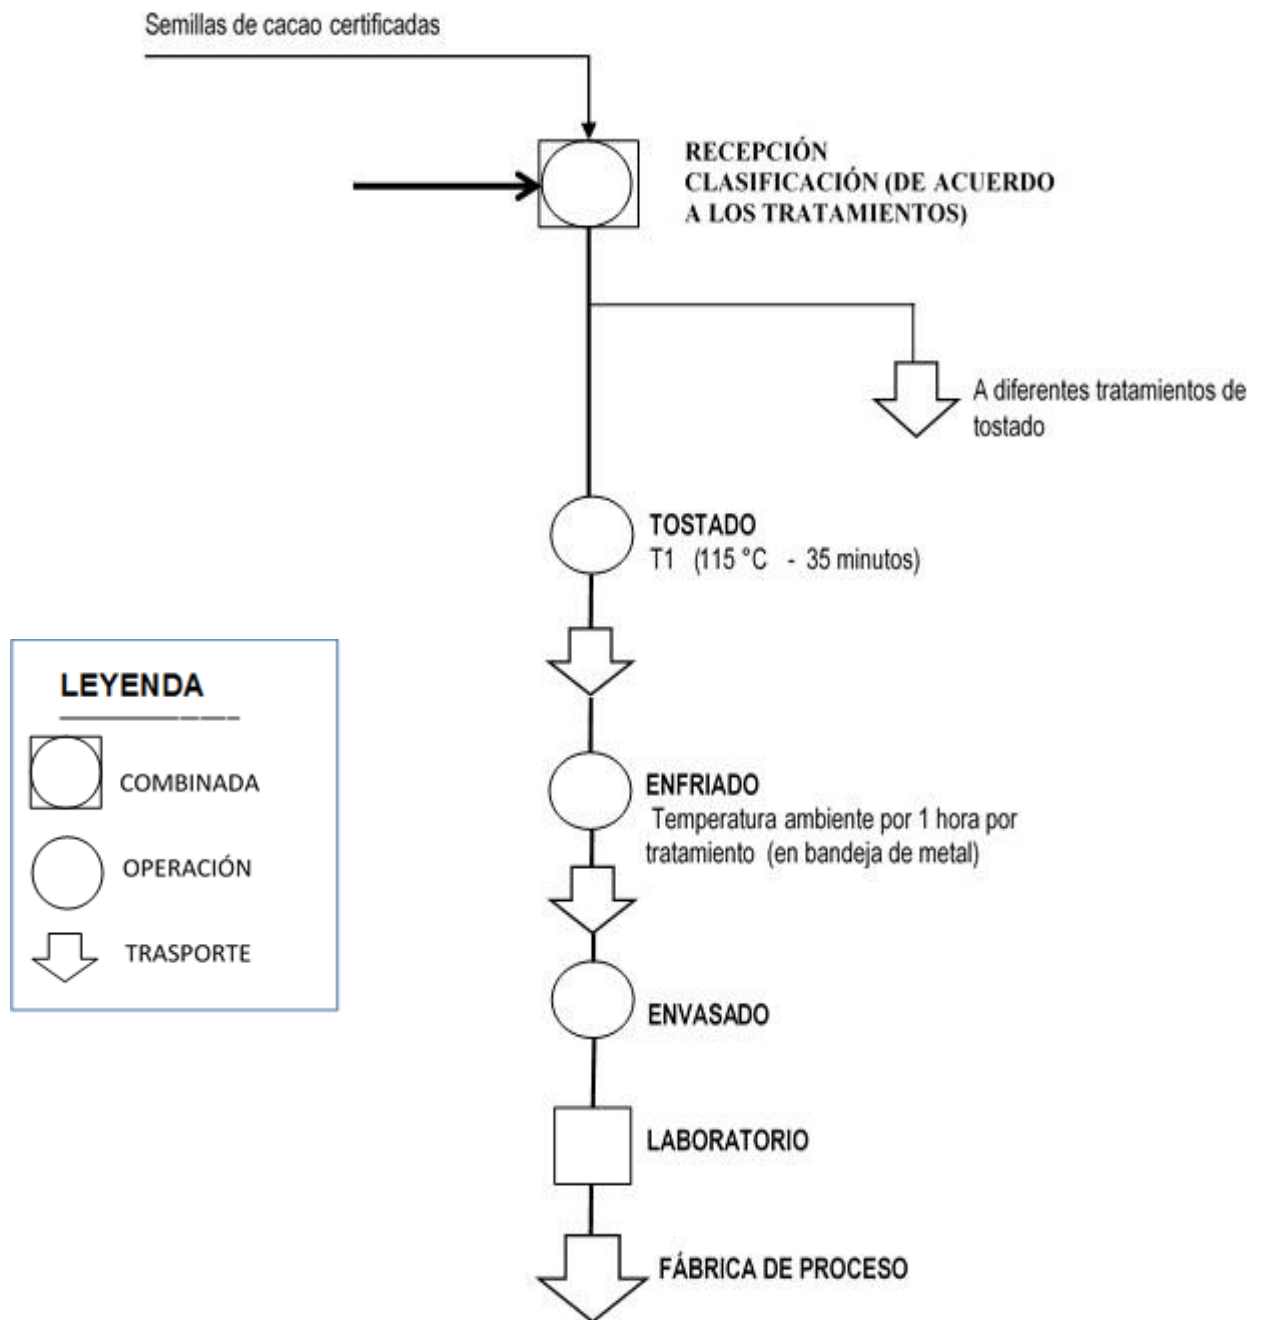 Semillas de cacao certificadas
RECEPCIÓN
CLASIFICACIÓN (DE ACUERDO
A LOS TRATAMIENTOS)
A diferentes tratamientos de
tostado
TOSTADO
T1 (115 °C - 35 minutos)
ENFRIADO
Temperatura ambiente por 1 hora por
tratamiento (en bandeja de metal)
ENVASADO
LABORATORIO
FÁBRICA DE PROCESO
LEYENDA
COMBINADA
OPERACIÓN
TRASPORTE